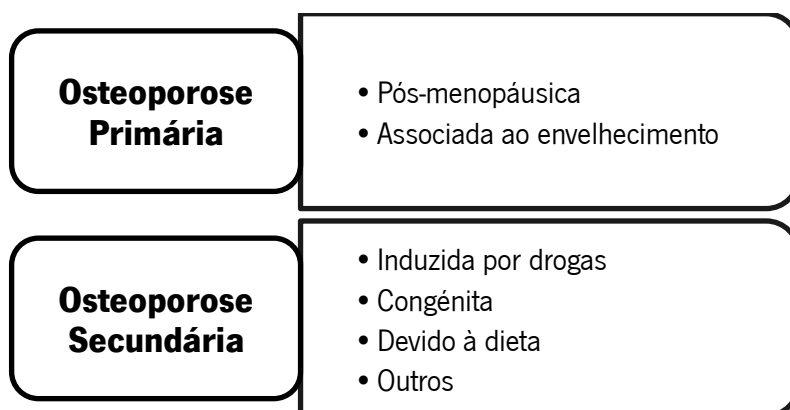 Osteoporose
Primária
• Pós-menopáusica
• Associada ao envelhecimento
Osteoporose
Secundária
• Induzida por drogas
• Congénita
• Devido à dieta
• Outros